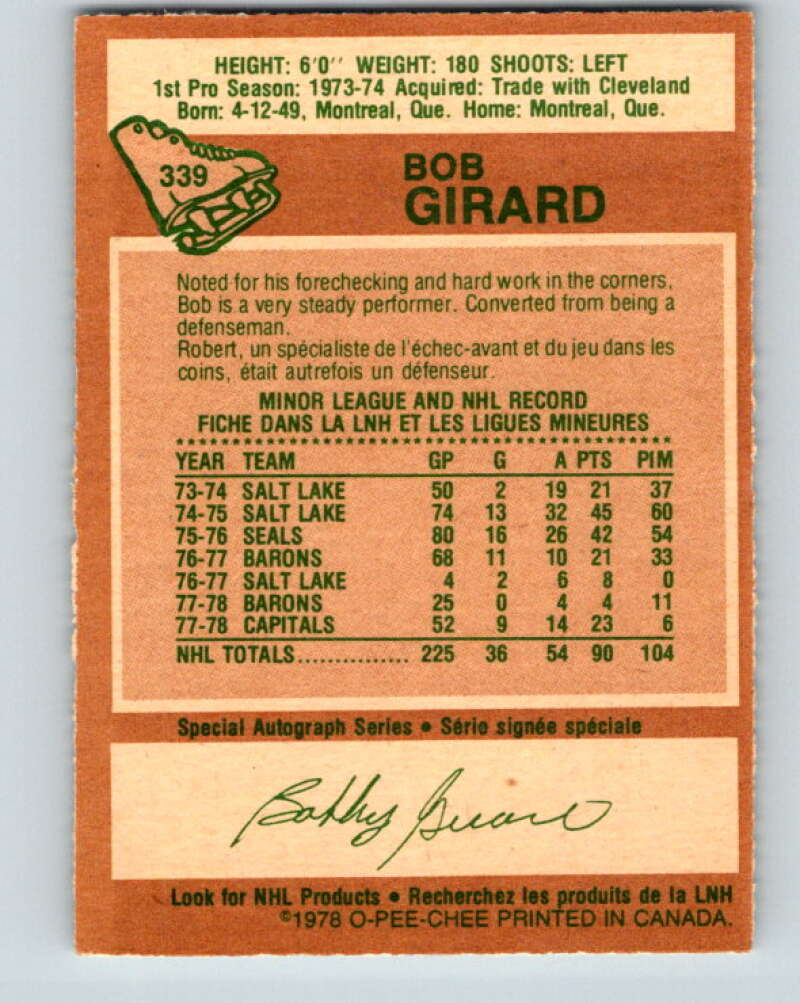 HEIGHT: 6'0'' WEIGHT: 180 SHOOTS: LEFT
1st Pro Season: 1973-74 Acquired: Trade with Cleveland
Born: 4-12-49, Montreal, Que. Home: Montreal, Que.
339
BOB
GIRARD
Noted for his forechecking and hard work in the corners,
Bob is a very steady performer. Converted from being a
defenseman.
Robert, un spécialiste de l'échec-avant et du jeu dans les
coins, était autrefois un défenseur.
MINOR LEAGUE AND NHL RECORD
FICHE DANS LA LNH ET LES LIGUES MINEURES
YEAR TEAM GP G A PTS PIM
73-74 SALT LAKE 50 2 19 21 37
74-75 SALT LAKE 74 13 32 45 60
75-76 SEALS 80 16 26 42 54
76-77 BARONS 68 11 10 21 33
76-77 SALT LAKE 4 2 6 8 0
77-78 BARONS 25 0 4 4 11
77-78 CAPITALS 52 9 14 23 6
NHL TOTALS............... 225 36 54 90 104
Special Autograph Series • Série signée spéciale
Bobby Girard
Look for NHL Products • Recherchez les produits de la LNH
©1978 O-PEE-CHEE PRINTED IN CANADA.